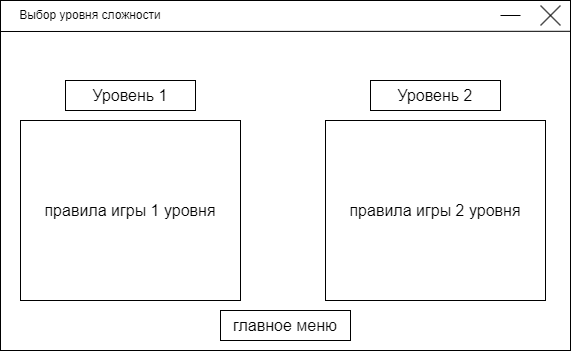 Выбор уровня сложности
Уровень 1
Уровень 2
правила игры 1 уровня
правила игры 2 уровня
главное меню